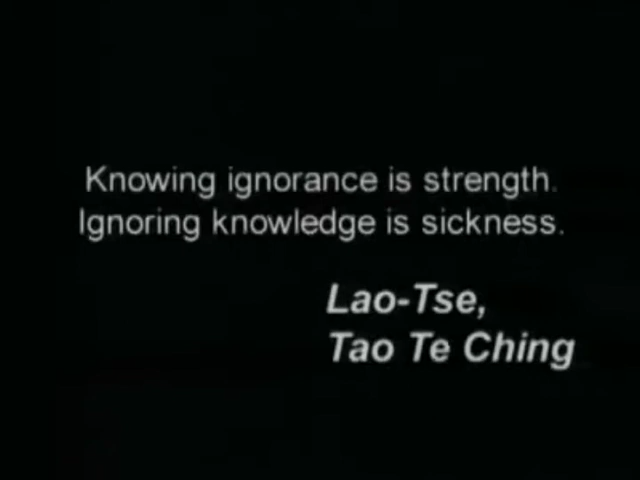 Knowing ignorance is strength.
Ignoring knowledge is sickness.
Lao-Tse,
Tao Te Ching